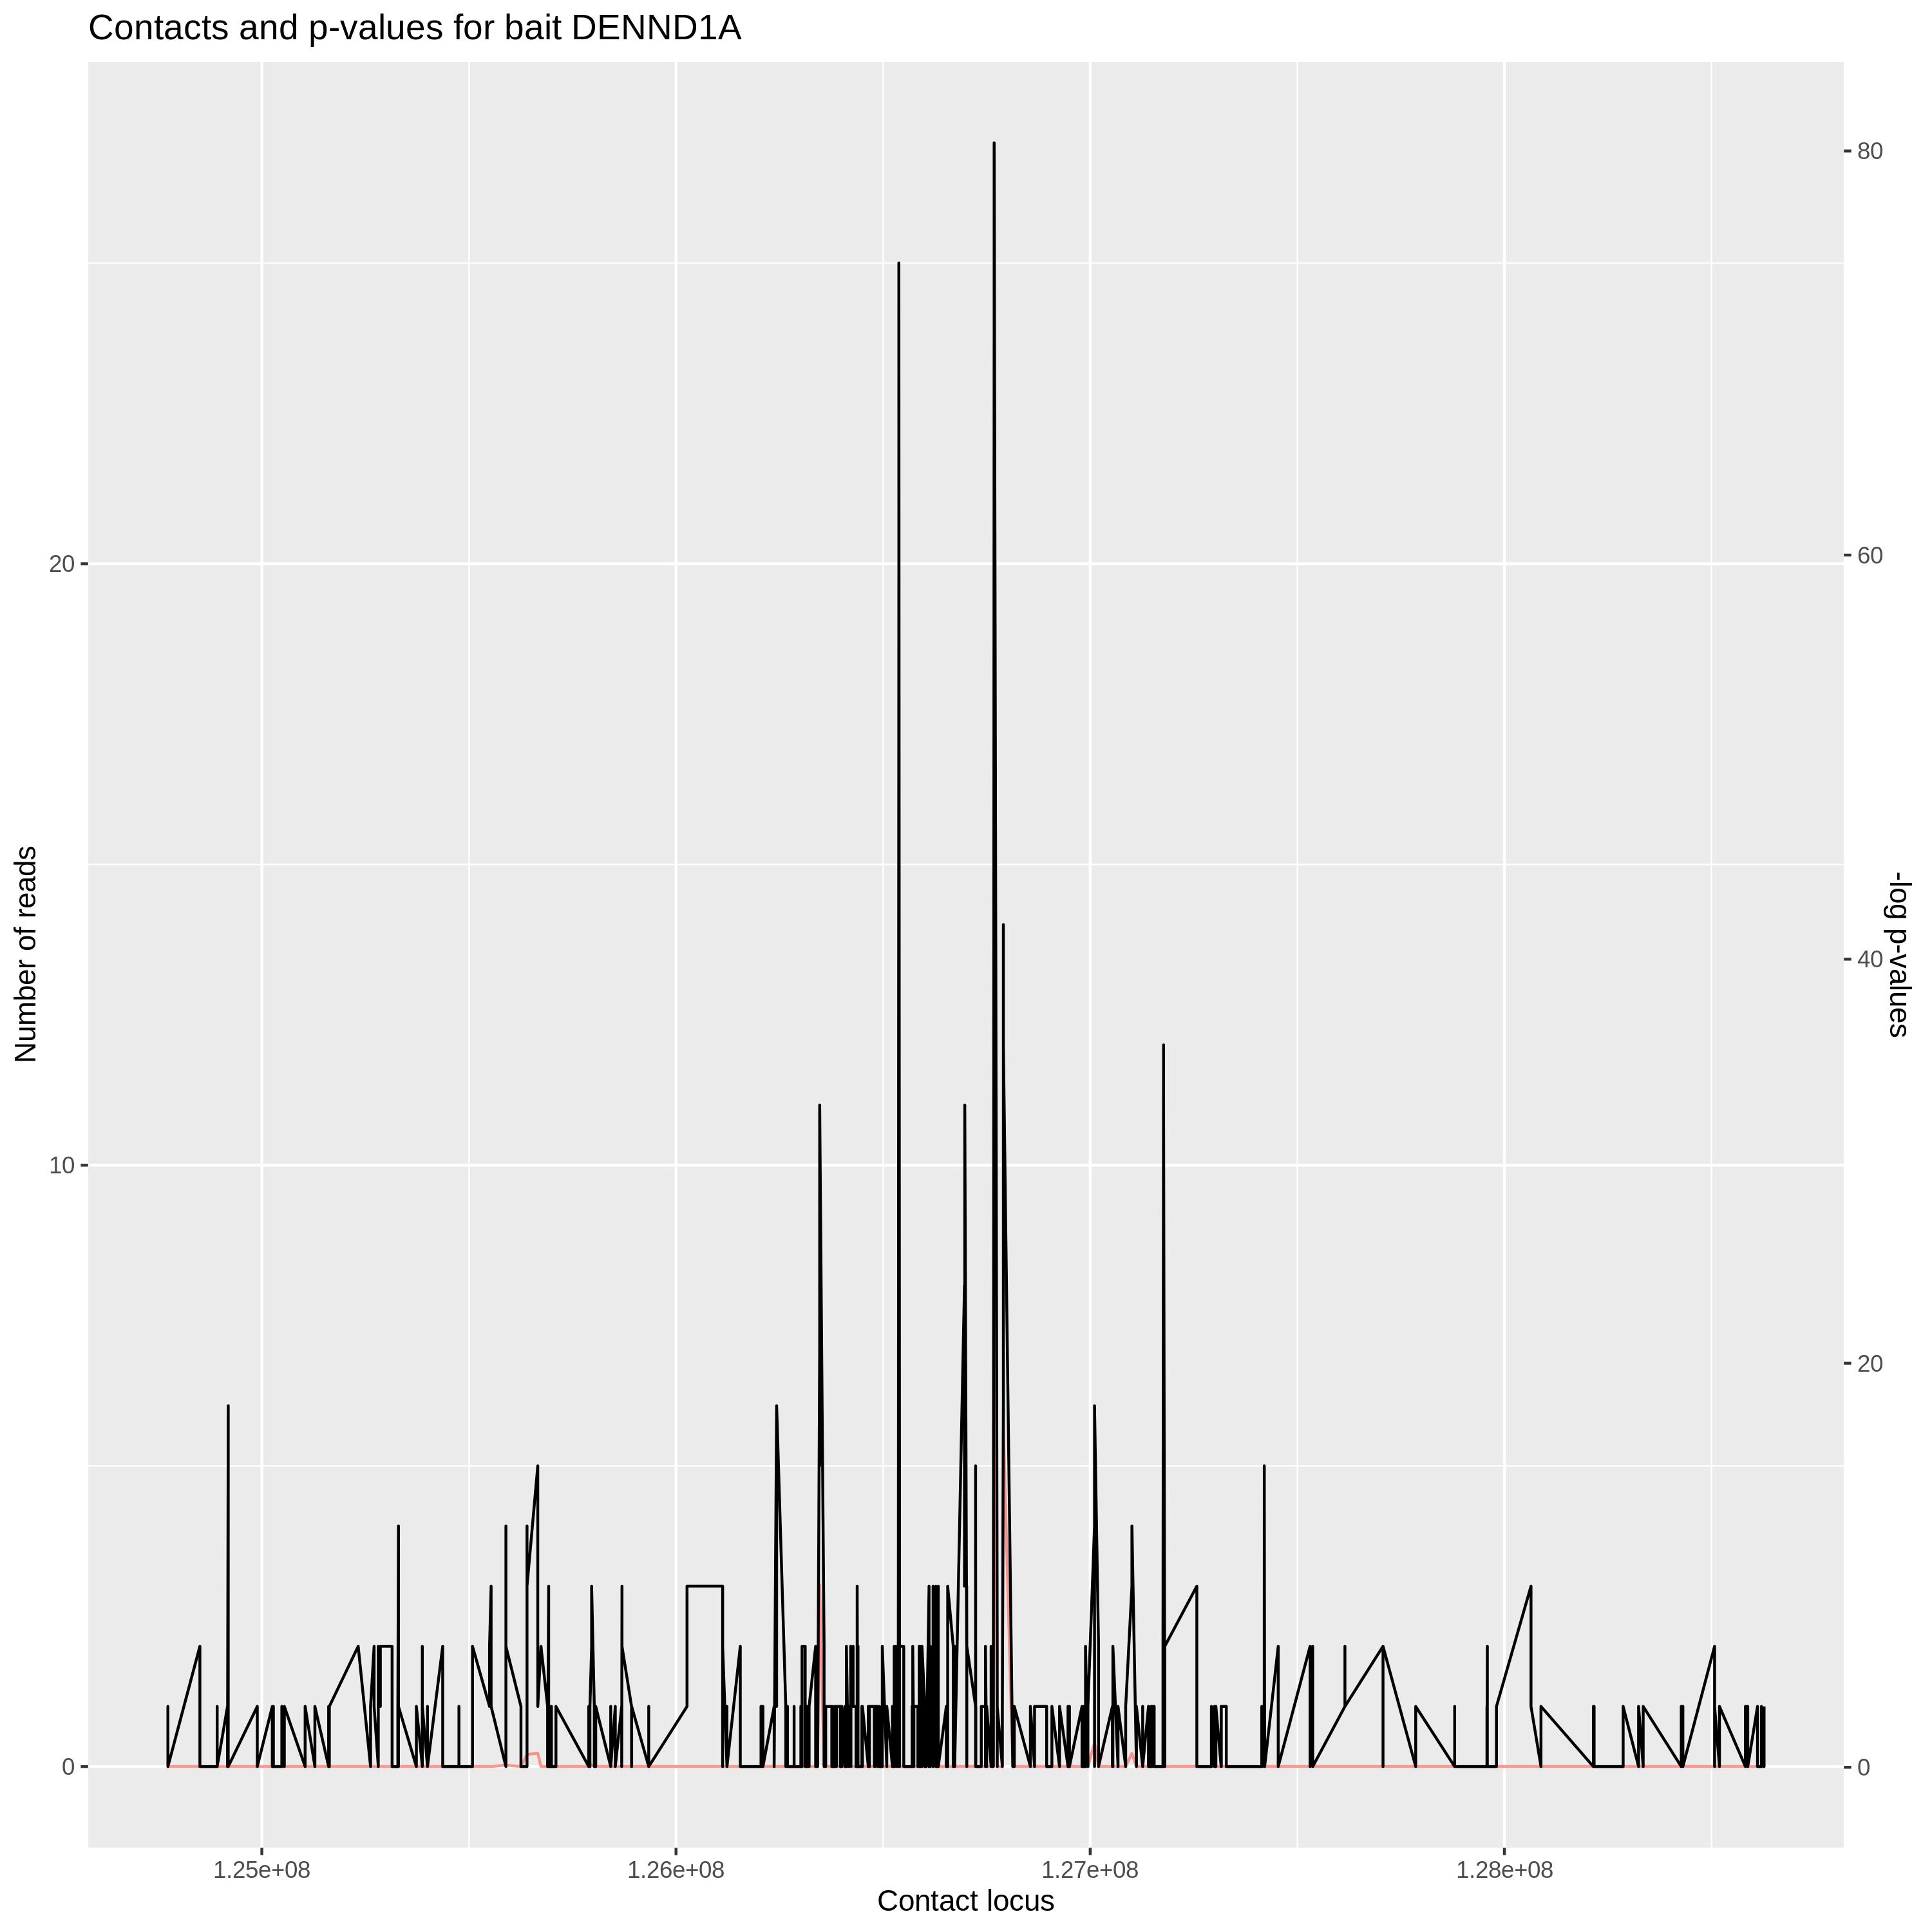 Contacts and p-values for bait DENND1A
Number of reads
20
10
0
80
60
40
20
0
-log p-values
1.25e+08
1.26e+08
1.27e+08
1.28e+08
Contact locus